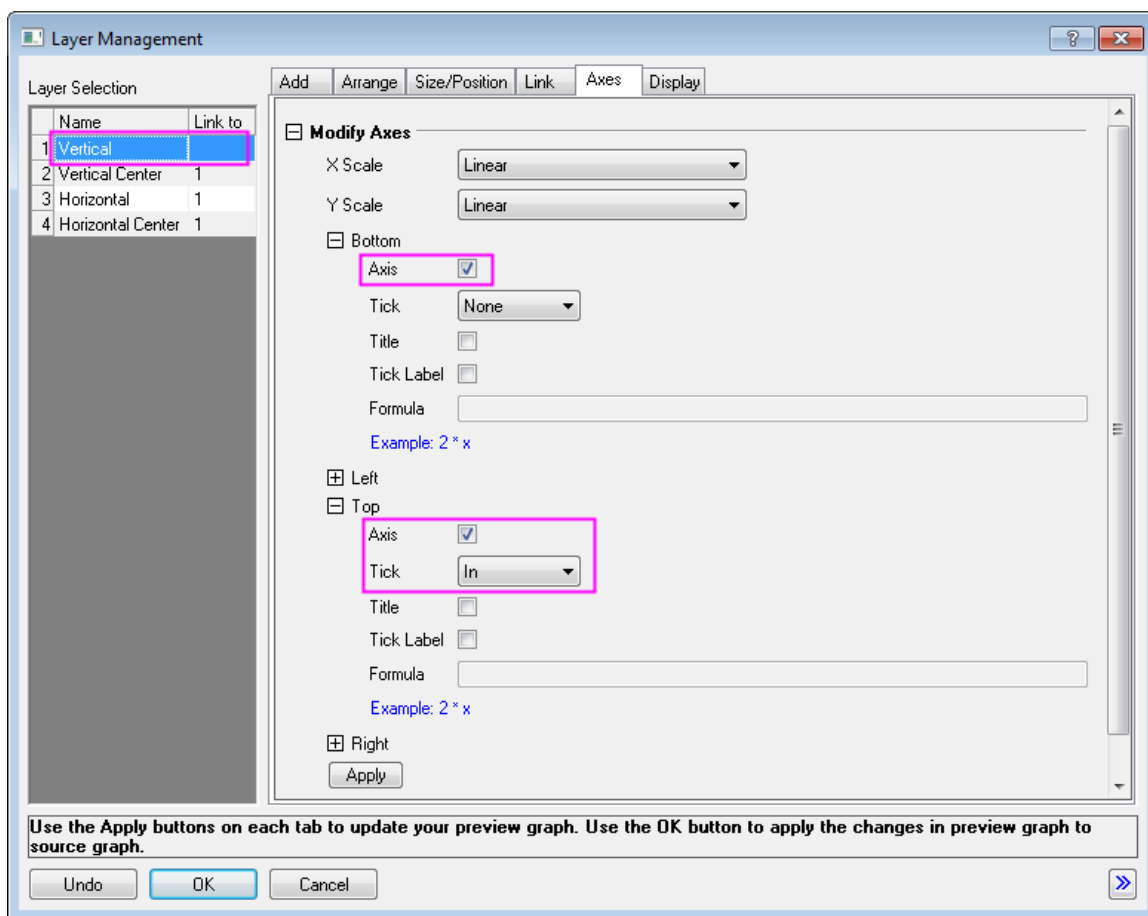 Layer Management
Layer Selection
Add Arrange Size/Position Link Axes Display
Name Link to
1 Vertical
2 Vertical Center 1
3 Horizontal 1
4 Horizontal Center 1
Modify Axes
X Scale Linear
Y Scale Linear
Bottom
Axis
Tick None
Title
Tick Label
Formula
Example: 2 * x
Left
Top
Axis
Tick In
Title
Tick Label
Formula
Example: 2 * x
Right
Apply
Use the Apply buttons on each tab to update your preview graph. Use the OK button to apply the changes in preview graph to
source graph.
Undo OK Cancel